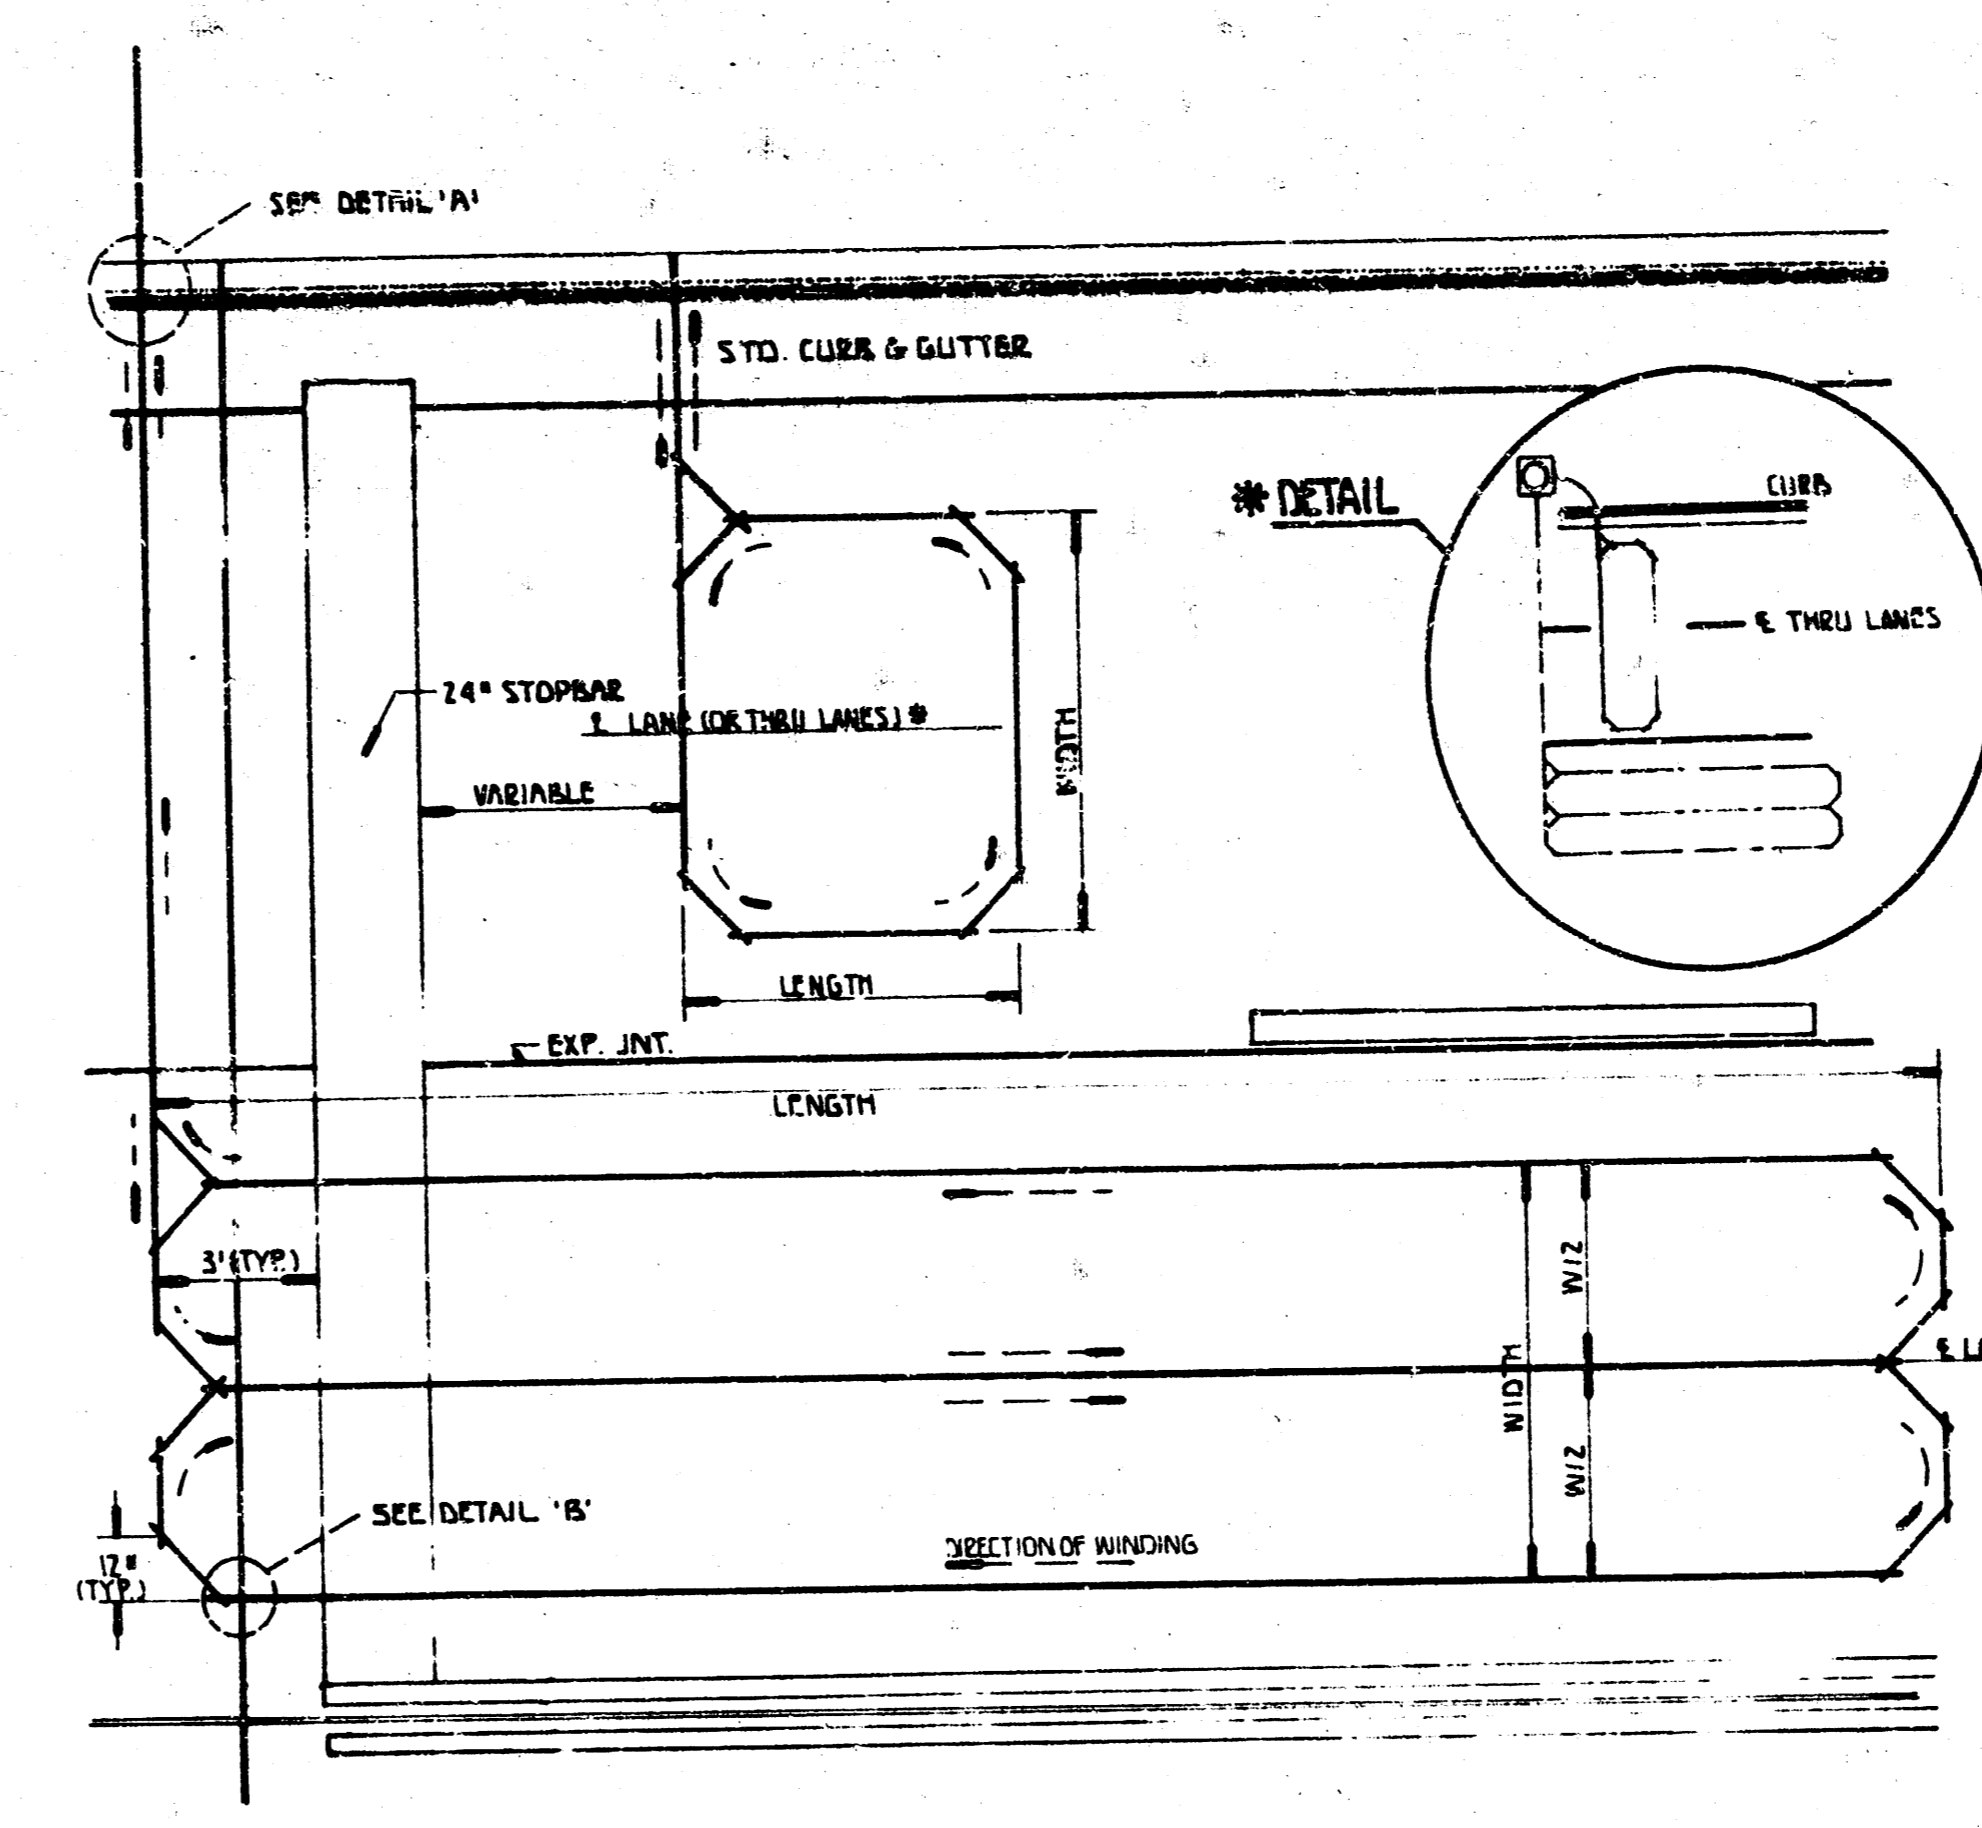 SEE DETAIL 'A'
STD. CURB & GUTTER
* DETAIL
CURB
℄ THRU LANES
24" STOPBAR
℄ LANE (OR THRU LANES) *
WIDTH
VARIABLE
LENGTH
EXP. JNT.
LENGTH
3' (TYP.)
W/2
WIDTH
℄ L
W/2
SEE DETAIL 'B'
12"
(TYP.)
DIRECTION OF WINDING